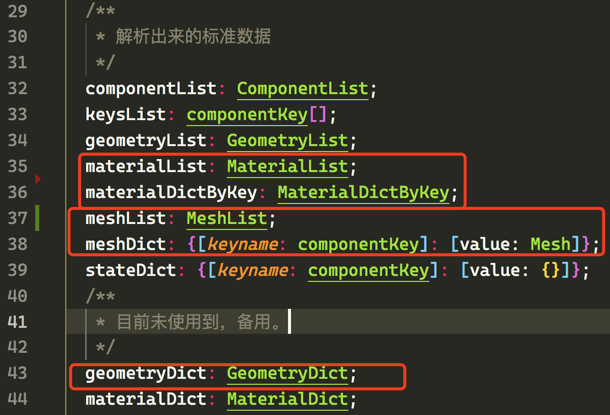 29 /**
30 * 解析出来的标准数据
31 */
32 componentList: ComponentList;
33 keysList: componentKey[];
34 geometryList: GeometryList;
35 materialList: MaterialList;
36 materialDictByKey: MaterialDictByKey;
37 meshList: MeshList;
38 meshDict: {[keyname: componentKey]: [value: Mesh]};
39 stateDict: {[keyname: componentKey]: [value: {}]};
40 /**
41 * 目前未使用到，备用。
42 */
43 geometryDict: GeometryDict;
44 materialDict: MaterialDict;